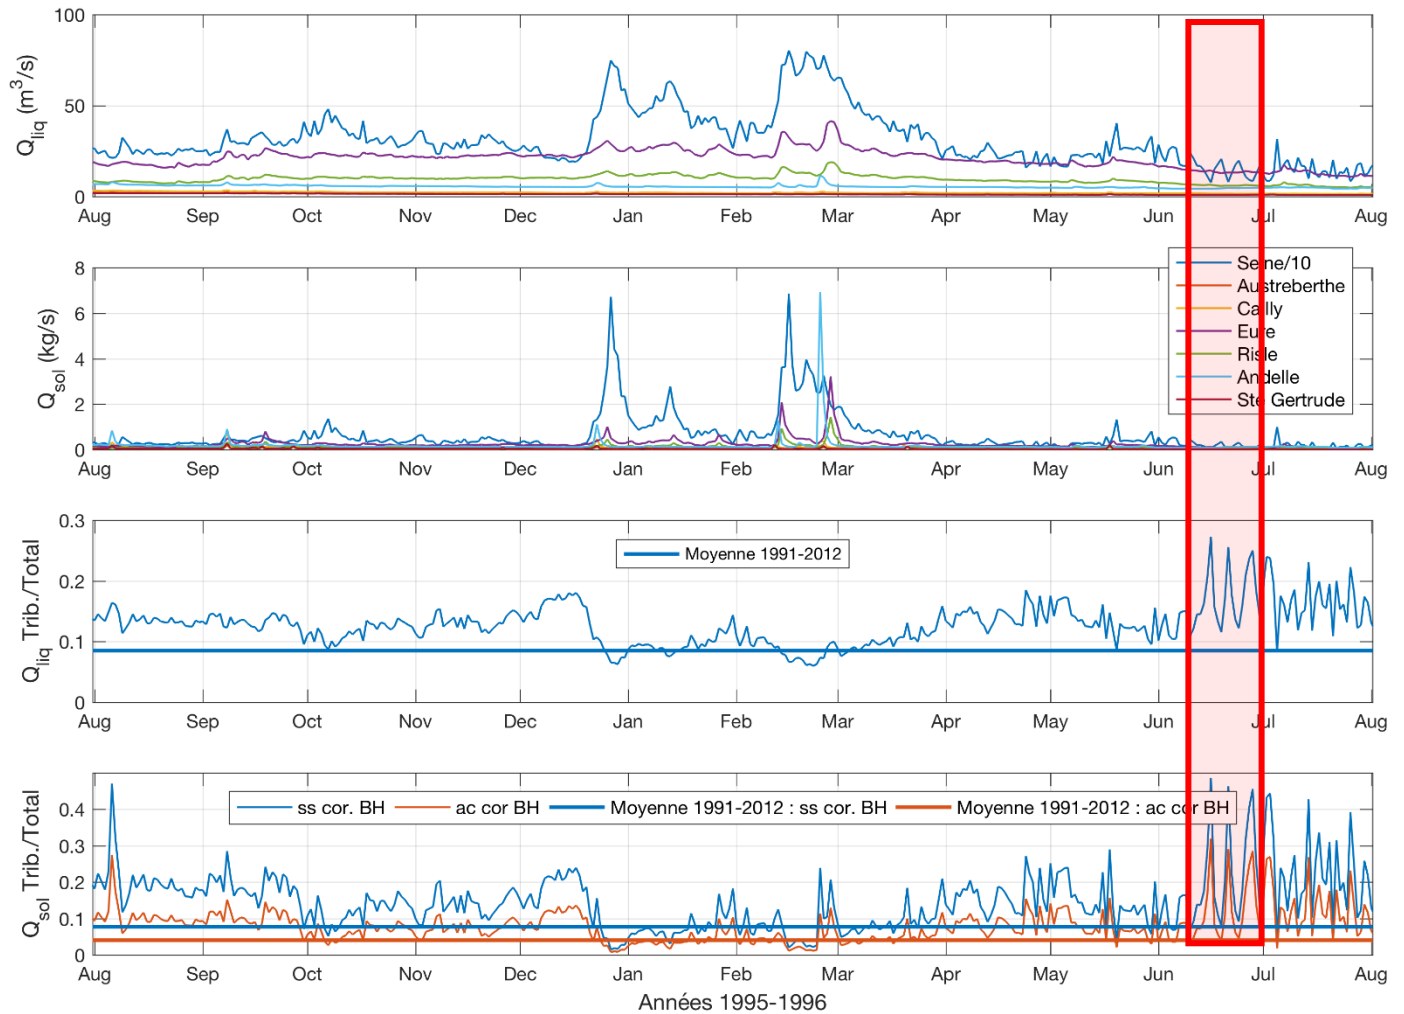 100
50
0
Q_liq (m³/s)
Aug Sep Oct Nov Dec Jan Feb Mar Apr May Jun Jul Aug
8
6
4
2
0
Q_sol (kg/s)
Seine/10
Austreberthe
Cailly
Eure
Risle
Andelle
Ste Gertrude
Aug Sep Oct Nov Dec Jan Feb Mar Apr May Jun Jul Aug
0.3
0.2
0.1
0
Q_liq Trib./Total
Moyenne 1991-2012
Aug Sep Oct Nov Dec Jan Feb Mar Apr May Jun Jul Aug
0.4
0.3
0.2
0.1
0
Q_sol Trib./Total
ss cor. BH ac cor BH Moyenne 1991-2012 : ss cor. BH Moyenne 1991-2012 : ac cor BH
Aug Sep Oct Nov Dec Jan Feb Mar Apr May Jun Jul Aug
Années 1995-1996